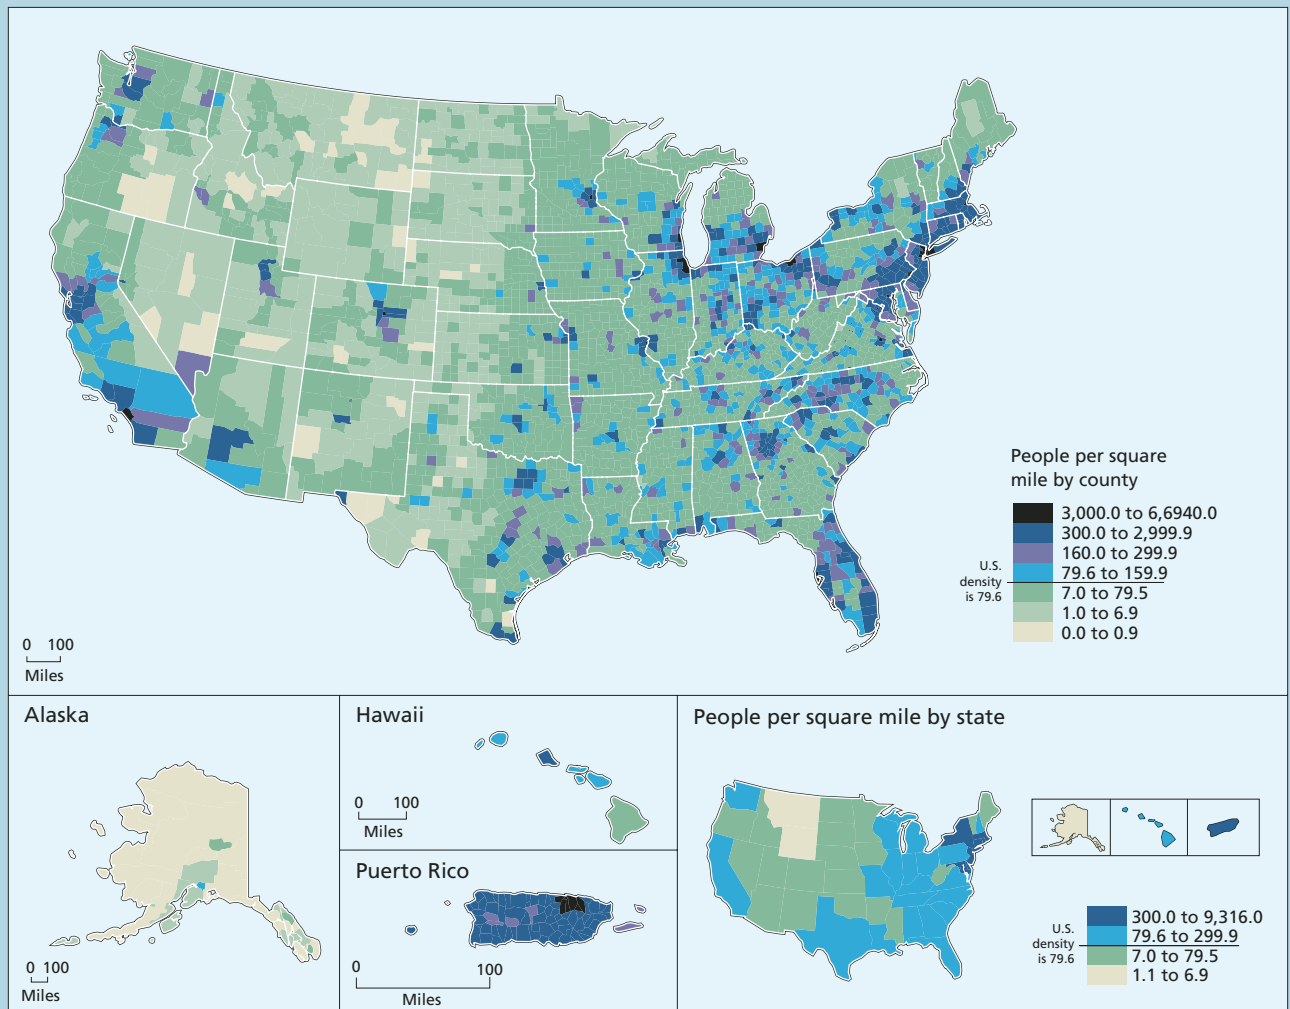 People per square
mile by county
3,000.0 to 6,6940.0
300.0 to 2,999.9
160.0 to 299.9
79.6 to 159.9
7.0 to 79.5
1.0 to 6.9
0.0 to 0.9
U.S.
density
is 79.6
0 100
Miles
Alaska
0 100
Miles
Hawaii
0 100
Miles
Puerto Rico
0 100
Miles
People per square mile by state
300.0 to 9,316.0
79.6 to 299.9
7.0 to 79.5
1.1 to 6.9
U.S.
density
is 79.6